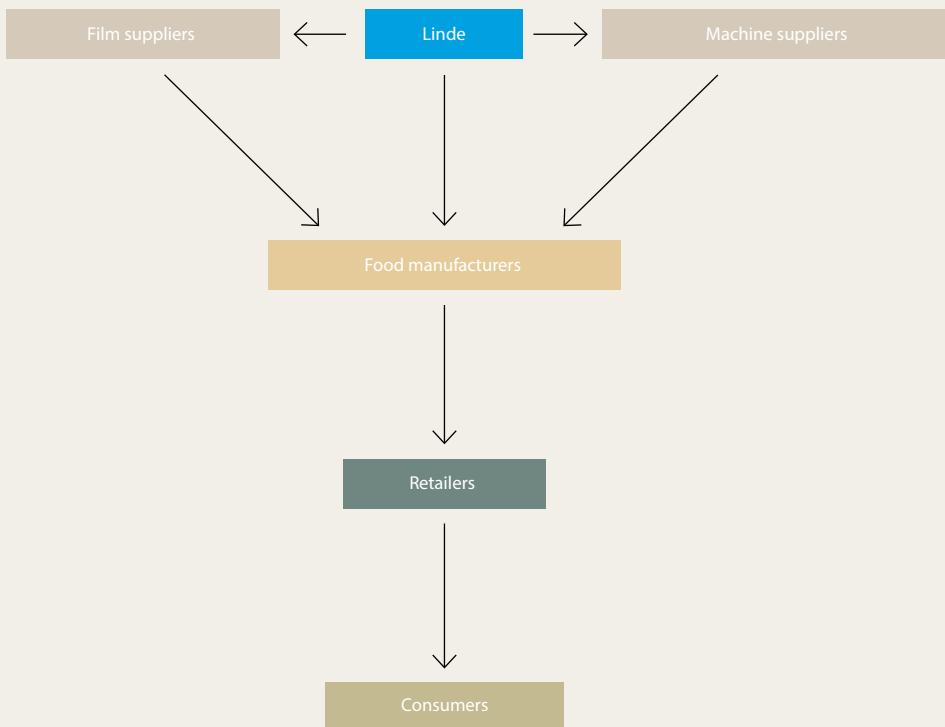 Film suppliers
Linde
Machine suppliers
Food manufacturers
Retailers
Consumers